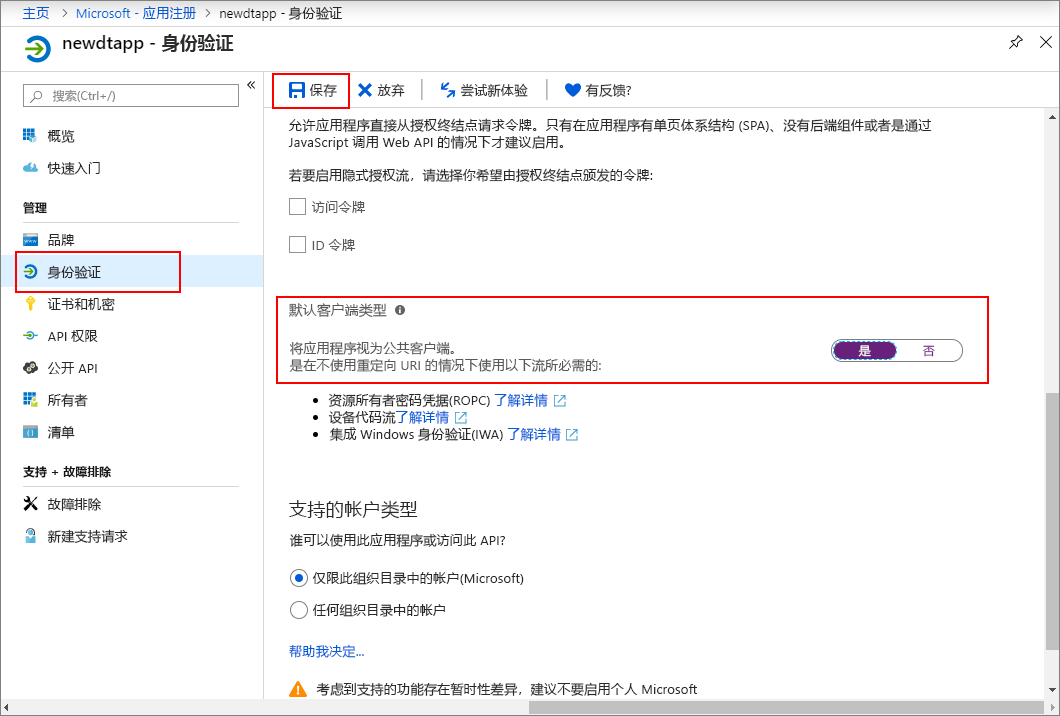 主页 > Microsoft - 应用注册 > newdtapp - 身份验证
newdtapp - 身份验证
搜索(Ctrl+/)
概览
快速入门
管理
品牌
身份验证
证书和机密
API 权限
公开 API
所有者
清单
支持 + 故障排除
故障排除
新建支持请求
保存 放弃 尝试新体验 有反馈?
允许应用程序直接从授权终结点请求令牌。只有在应用程序有单页体系结构 (SPA)、没有后端组件或者是通过
JavaScript 调用 Web API 的情况下才建议启用。
若要启用隐式授权流，请选择你希望由授权终结点颁发的令牌:
访问令牌
ID 令牌
默认客户端类型
将应用程序视为公共客户端。
是在不使用重定向 URI 的情况下使用以下流所必需的:
是 否
• 资源所有者密码凭据(ROPC) 了解详情
• 设备代码流了解详情
• 集成 Windows 身份验证(IWA) 了解详情
支持的帐户类型
谁可以使用此应用程序或访问此 API?
仅限此组织目录中的帐户(Microsoft)
任何组织目录中的帐户
帮助我决定...
考虑到支持的功能存在暂时性差异，建议不要启用个人 Microsoft